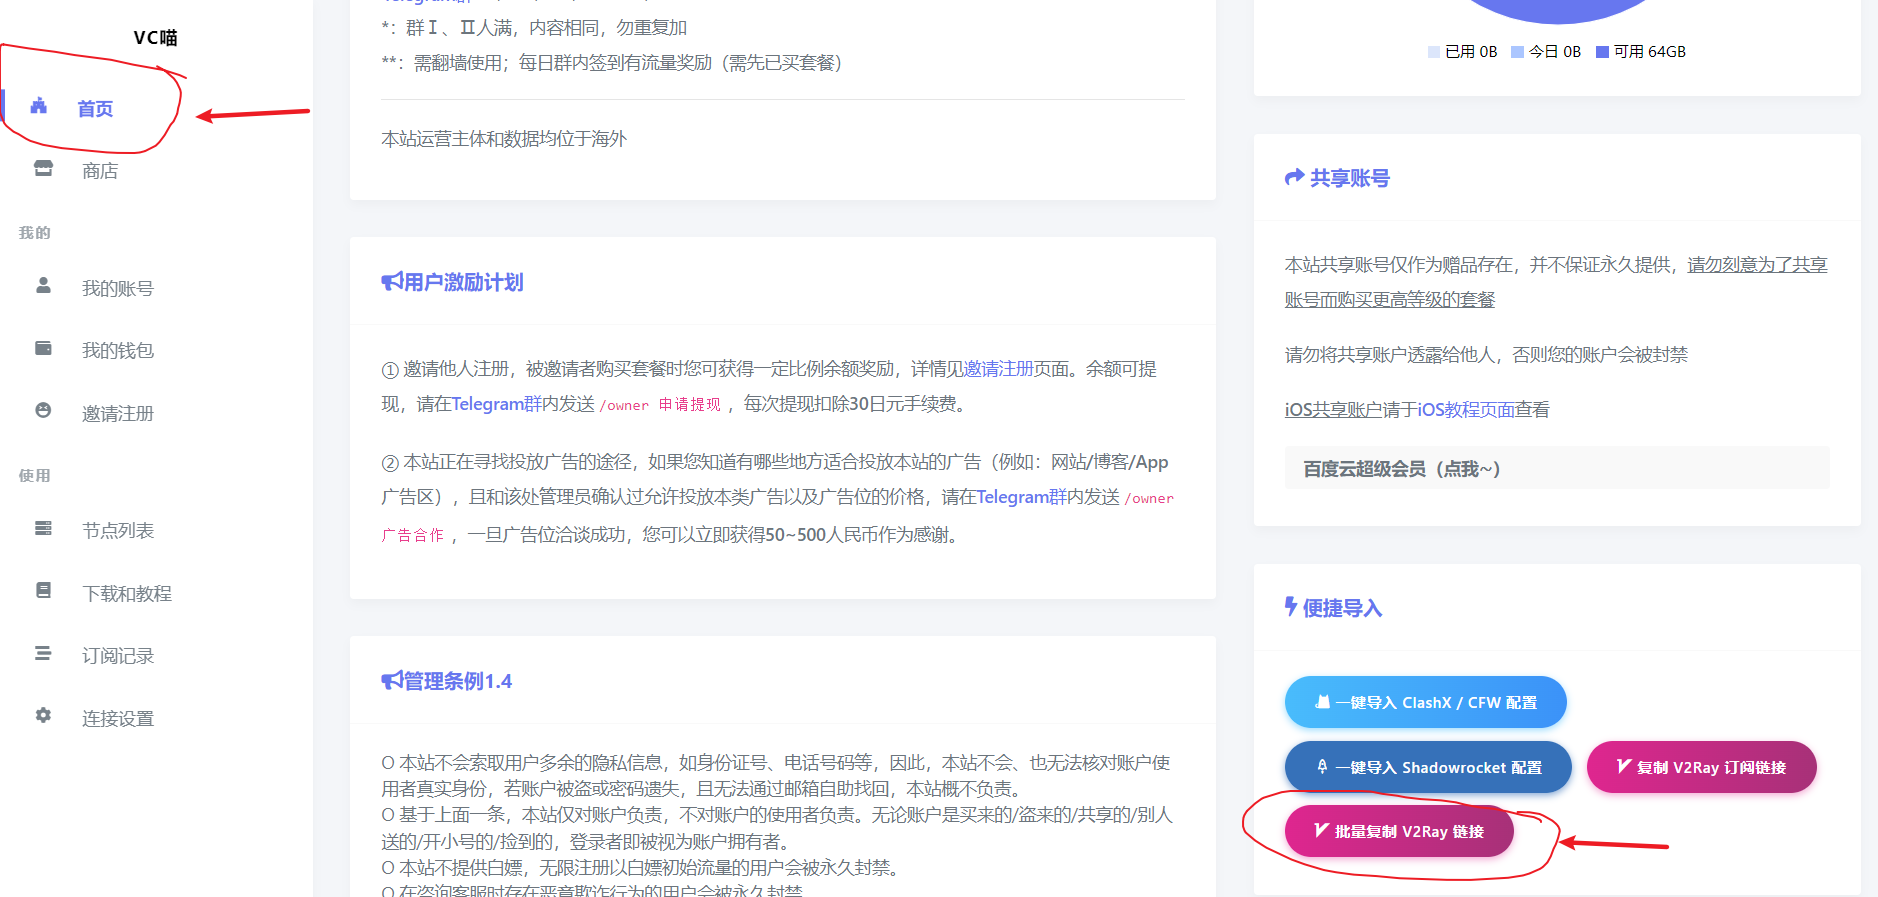 VC喵
首页
商店
我的
我的账号
我的钱包
邀请注册
使用
节点列表
下载和教程
订阅记录
连接设置
*：群Ⅰ、Ⅱ人满，内容相同，勿重复加
**：需翻墙使用；每日群内签到有流量奖励（需先已买套餐）
本站运营主体和数据均位于海外
用户激励计划
① 邀请他人注册，被邀请者购买套餐时您可获得一定比例余额奖励，详情见邀请注册页面。余额可提
现，请在Telegram群内发送 /owner 申请提现 ，每次提现扣除30日元手续费。
② 本站正在寻找投放广告的途径，如果您知道有哪些地方适合投放本站的广告（例如：网站/博客/App
广告区），且和该处管理员确认过允许投放本类广告以及广告位的价格，请在Telegram群内发送 /owner
广告合作 ，一旦广告位洽谈成功，您可以立即获得50~500人民币作为感谢。
管理条例1.4
O 本站不会索取用户多余的隐私信息，如身份证号、电话号码等，因此，本站不会、也无法核对账户使
用者真实身份，若账户被盗或密码遗失，且无法通过邮箱自助找回，本站概不负责。
O 基于上面一条，本站仅对账户负责，不对账户的使用者负责。无论账户是买来的/盗来的/共享的/别人
送的/开小号的/捡到的，登录者即被视为账户拥有者。
O 本站不提供白嫖，无限注册以白嫖初始流量的用户会被永久封禁。
O 在咨询客服时存在恶意欺诈行为的用户会被永久封禁
已用 0B 今日 0B 可用 64GB
共享账号
本站共享账号仅作为赠品存在，并不保证永久提供，请勿刻意为了共享
账号而购买更高等级的套餐
请勿将共享账户透露给他人，否则您的账户会被封禁
iOS共享账户请于iOS教程页面查看
百度云超级会员（点我~）
便捷导入
一键导入 ClashX / CFW 配置
一键导入 Shadowrocket 配置
复制 V2Ray 订阅链接
批量复制 V2Ray 链接